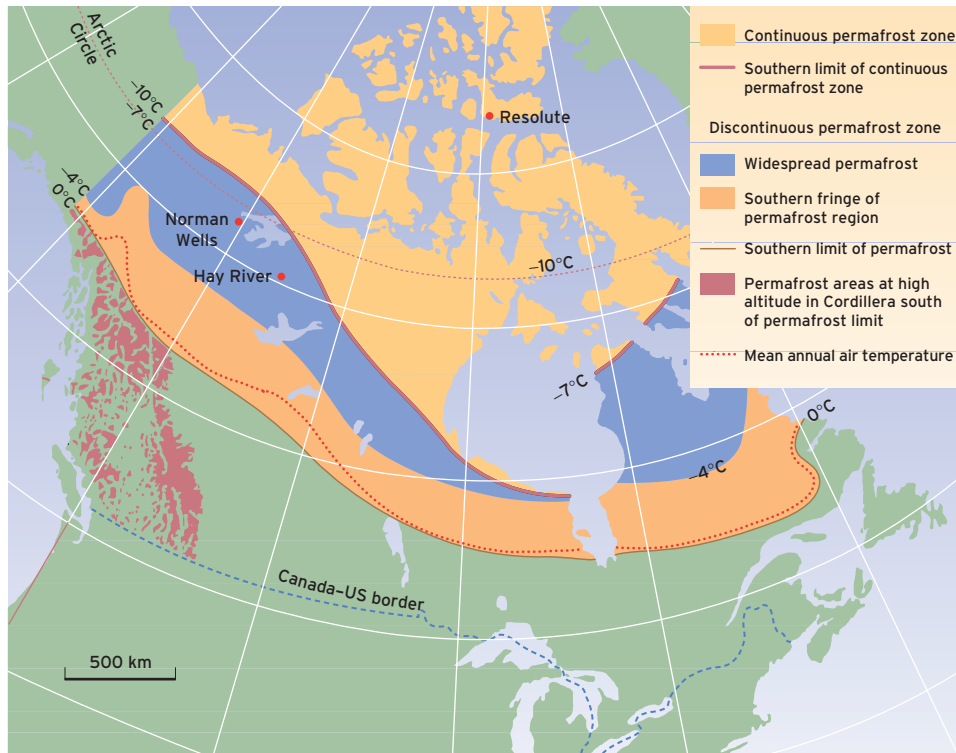 Arctic
Circle
–10°C
–7°C
–4°C
0°C
Resolute
Norman
Wells
Hay River
–10°C
–7°C
–4°C
0°C
Canada–US border
500 km
Continuous permafrost zone
Southern limit of continuous
permafrost zone
Discontinuous permafrost zone
Widespread permafrost
Southern fringe of
permafrost region
Southern limit of permafrost
Permafrost areas at high
altitude in Cordillera south
of permafrost limit
Mean annual air temperature